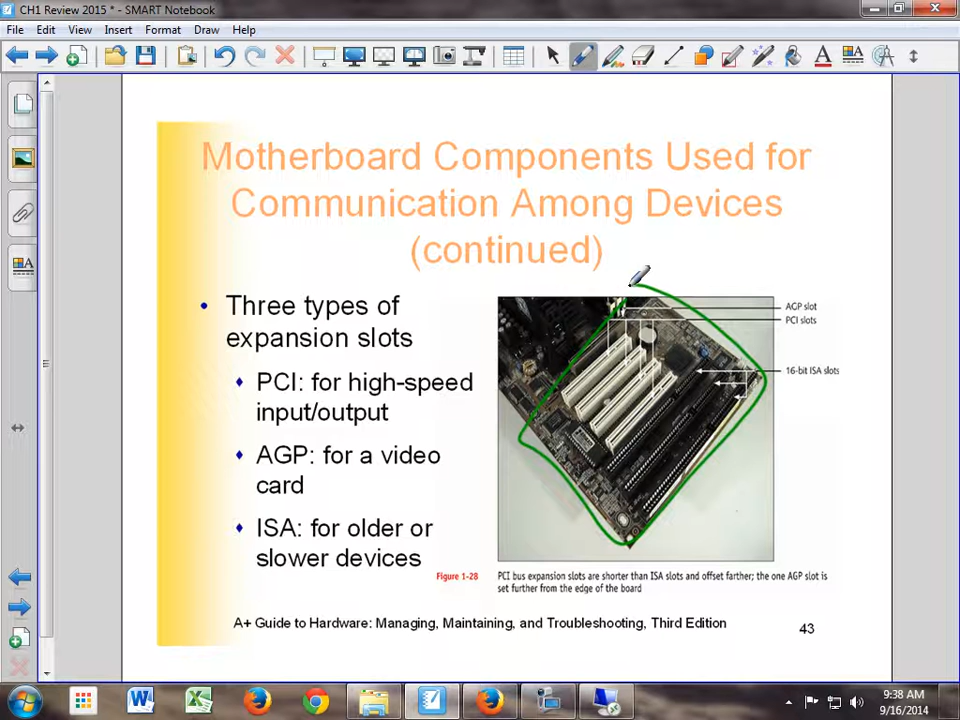 CH1 Review 2015 * - SMART Notebook
File Edit View Insert Format Draw Help
Motherboard Components Used for
Communication Among Devices
(continued)
• Three types of
expansion slots
♦ PCI: for high-speed
input/output
♦ AGP: for a video
card
♦ ISA: for older or
slower devices
AGP slot
PCI slots
16-bit ISA slots
Figure 1-28 PCI bus expansion slots are shorter than ISA slots and offset farther; the one AGP slot is
set further from the edge of the board
A+ Guide to Hardware: Managing, Maintaining, and Troubleshooting, Third Edition 43
9:38 AM
9/16/2014